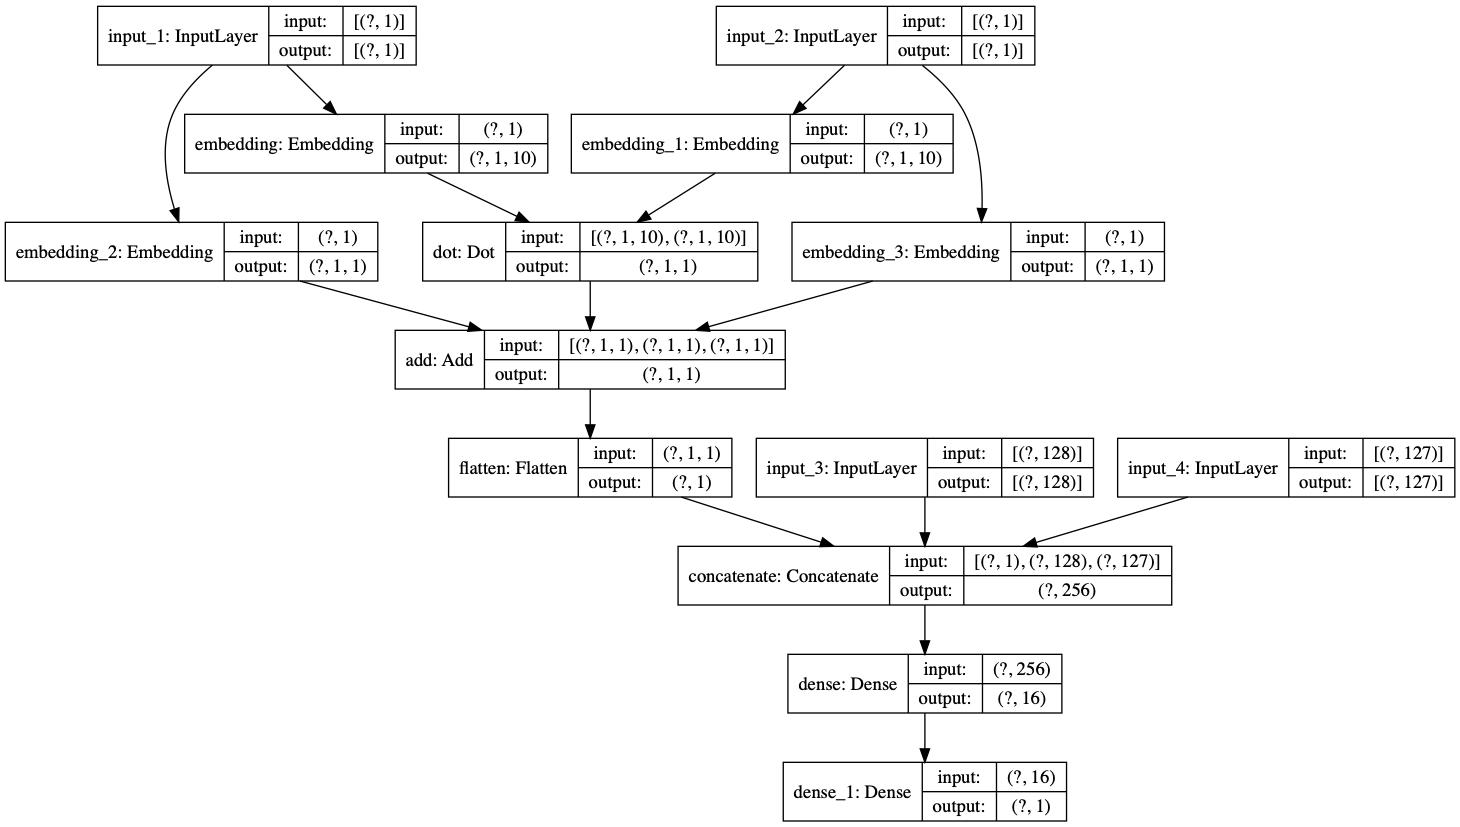 input_1: InputLayer
input: [(?, 1)]
output: [(?, 1)]
input_2: InputLayer
input: [(?, 1)]
output: [(?, 1)]
embedding: Embedding
input: (?, 1)
output: (?, 1, 10)
embedding_1: Embedding
input: (?, 1)
output: (?, 1, 10)
embedding_2: Embedding
input: (?, 1)
output: (?, 1, 1)
dot: Dot
input: [(?, 1, 10), (?, 1, 10)]
output: (?, 1, 1)
embedding_3: Embedding
input: (?, 1)
output: (?, 1, 1)
add: Add
input: [(?, 1, 1), (?, 1, 1), (?, 1, 1)]
output: (?, 1, 1)
flatten: Flatten
input: (?, 1, 1)
output: (?, 1)
input_3: InputLayer
input: [(?, 128)]
output: [(?, 128)]
input_4: InputLayer
input: [(?, 127)]
output: [(?, 127)]
concatenate: Concatenate
input: [(?, 1), (?, 128), (?, 127)]
output: (?, 256)
dense: Dense
input: (?, 256)
output: (?, 16)
dense_1: Dense
input: (?, 16)
output: (?, 1)